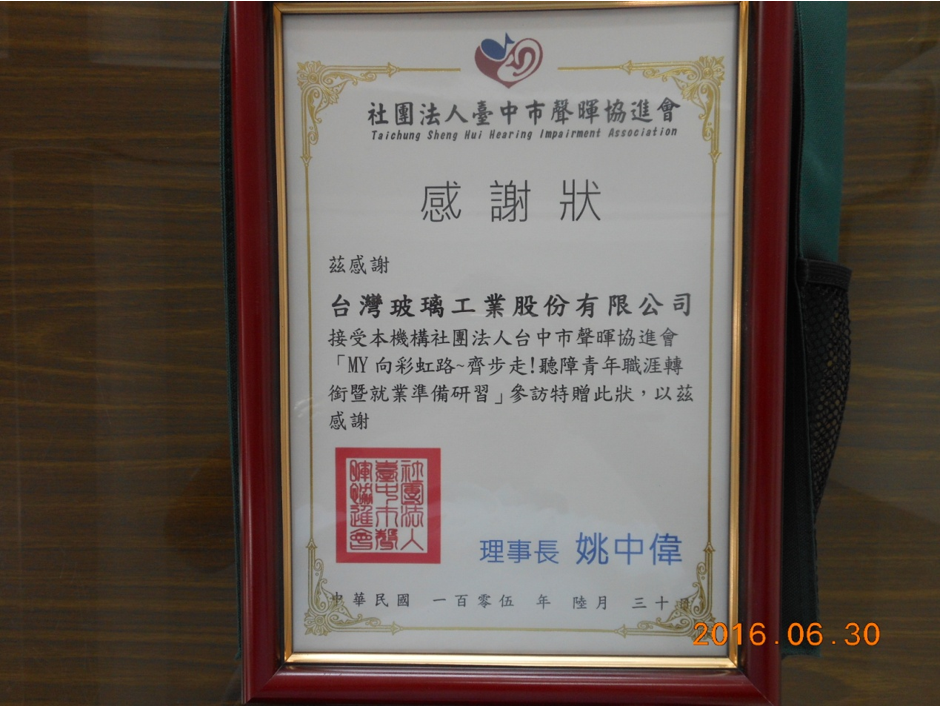 社團法人臺中市聲暉協進會
Taichung Sheng Hui Hearing Impairment Association
感謝狀
茲感謝
台灣玻璃工業股份有限公司
接受本機構社團法人台中市聲暉協進會
「MY向彩虹路~齊步走!聽障青年職涯轉
銜暨就業準備研習」參訪特贈此狀，以茲
感謝
社團法人
臺中市聲
暉協進會
理事長 姚中偉
中華民國 一百零伍 年 陸月 三十日
2016.06.30